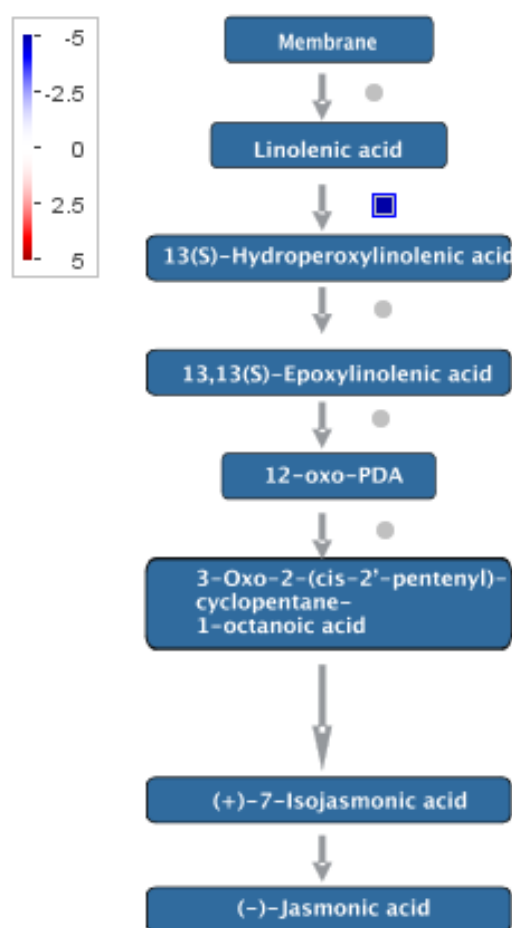 -5
-2.5
0
2.5
5
Membrane
Linolenic acid
13(S)-Hydroperoxylinolenic acid
13,13(S)-Epoxylinolenic acid
12-oxo-PDA
3-Oxo-2-(cis-2'-pentenyl)-
cyclopentane-
1-octanoic acid
(+)-7-Isojasmonic acid
(-)-Jasmonic acid